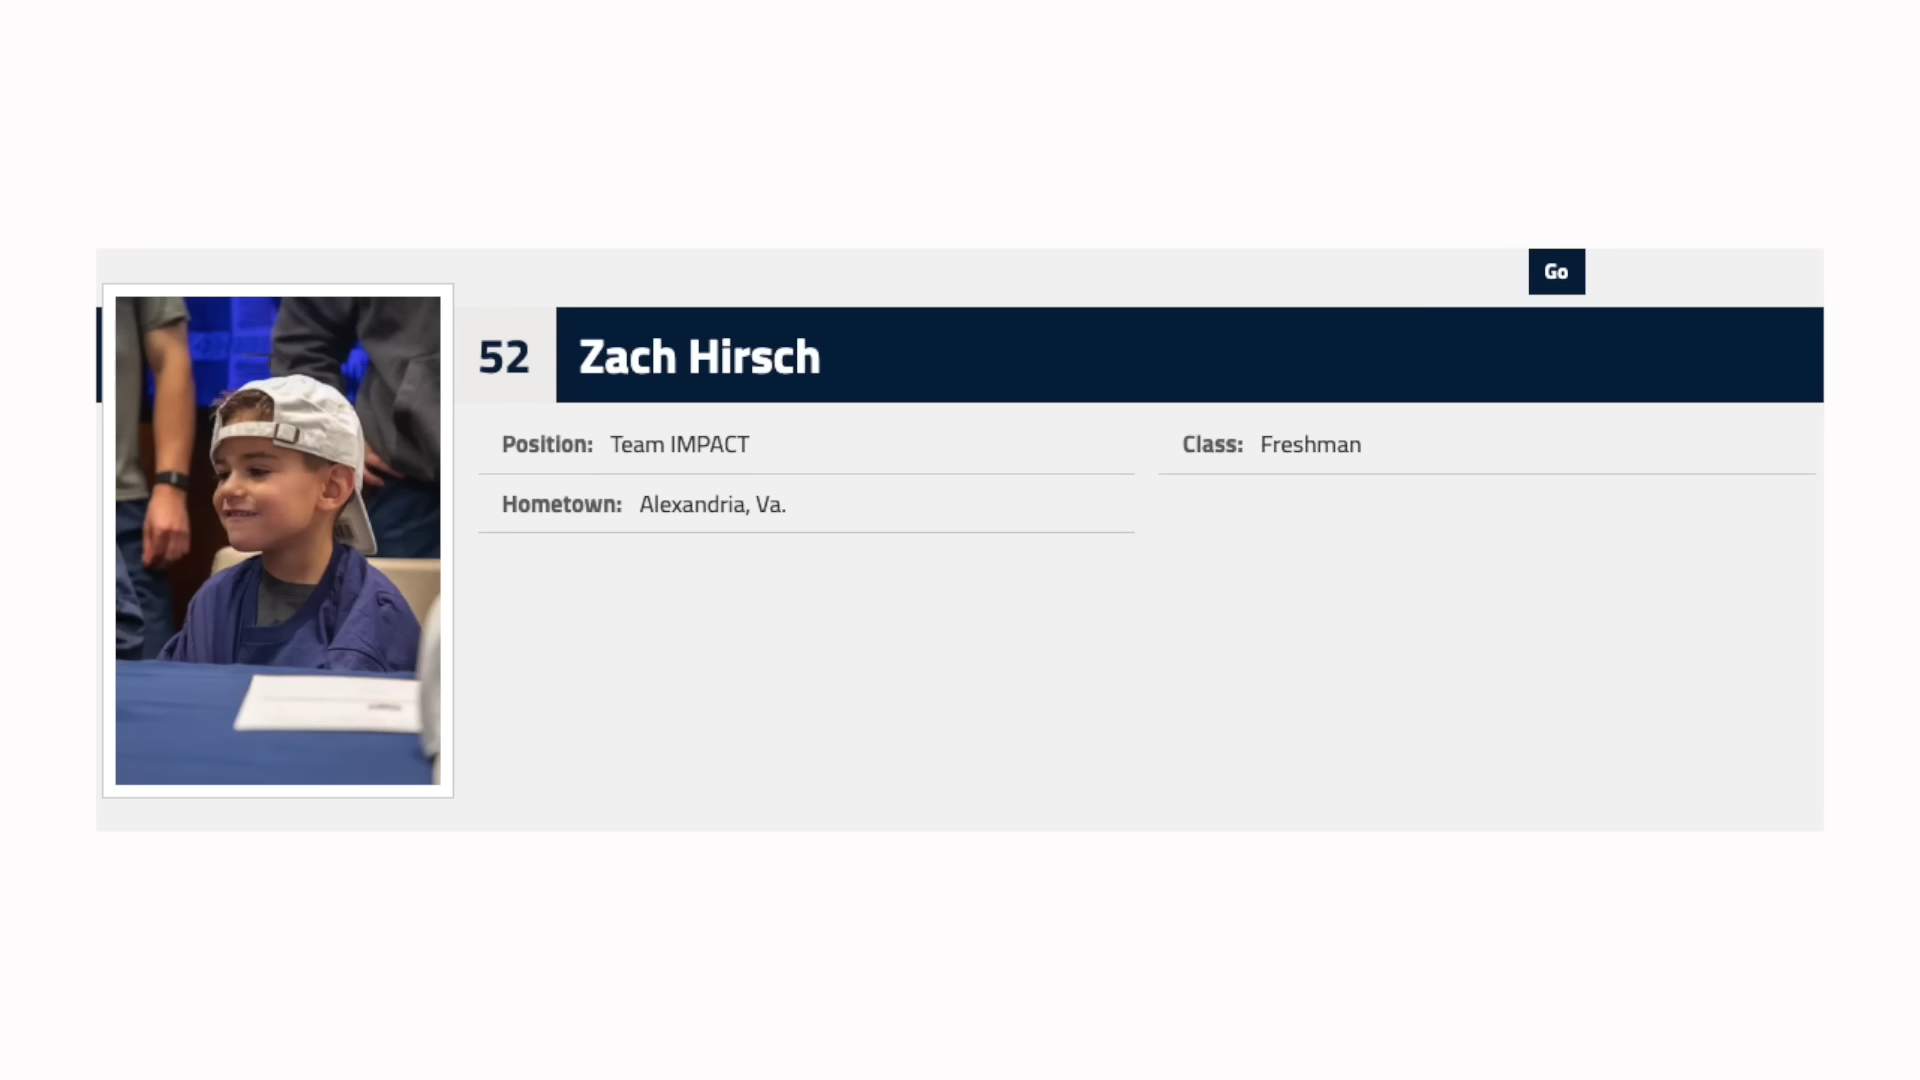 Go
52 Zach Hirsch
Position: Team IMPACT Class: Freshman
Hometown: Alexandria, Va.